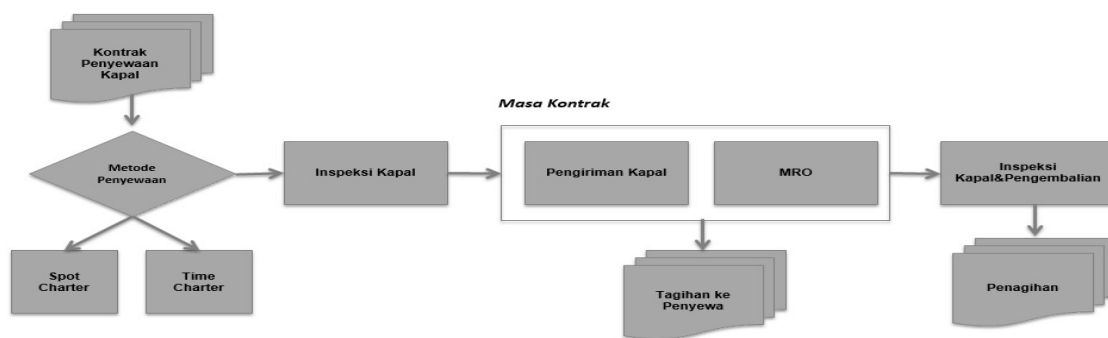 Kontrak
Penyewaan
Kapal
Metode
Penyewaan
Spot
Charter
Time
Charter
Inspeksi Kapal
Masa Kontrak
Pengiriman Kapal
MRO
Tagihan ke
Penyewa
Inspeksi
Kapal&Pengembalian
Penagihan